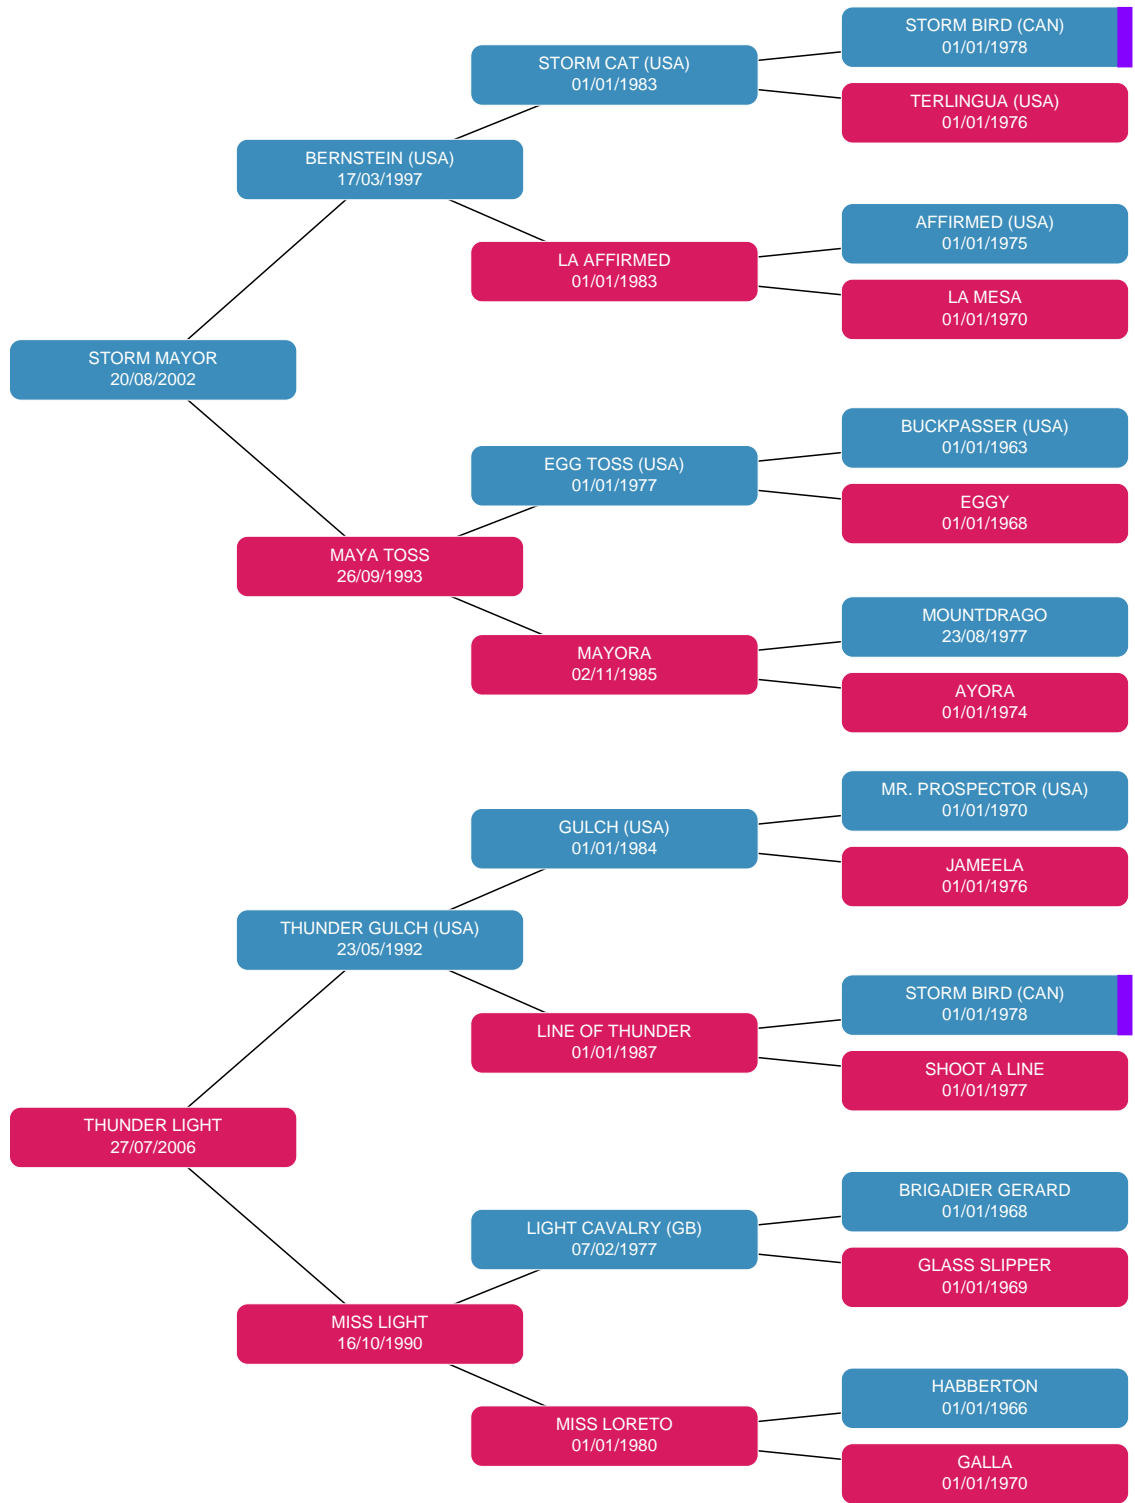 STORM BIRD (CAN)
01/01/1978
STORM CAT (USA)
01/01/1983
TERLINGUA (USA)
01/01/1976
BERNSTEIN (USA)
17/03/1997
AFFIRMED (USA)
01/01/1975
LA AFFIRMED
01/01/1983
LA MESA
01/01/1970
STORM MAYOR
20/08/2002
BUCKPASSER (USA)
01/01/1963
EGG TOSS (USA)
01/01/1977
EGGY
01/01/1968
MAYA TOSS
26/09/1993
MOUNTDRAGO
23/08/1977
MAYORA
02/11/1985
AYORA
01/01/1974
MR. PROSPECTOR (USA)
01/01/1970
GULCH (USA)
01/01/1984
JAMEELA
01/01/1976
THUNDER GULCH (USA)
23/05/1992
STORM BIRD (CAN)
01/01/1978
LINE OF THUNDER
01/01/1987
SHOOT A LINE
01/01/1977
THUNDER LIGHT
27/07/2006
BRIGADIER GERARD
01/01/1968
LIGHT CAVALRY (GB)
07/02/1977
GLASS SLIPPER
01/01/1969
MISS LIGHT
16/10/1990
HABBERTON
01/01/1966
MISS LORETO
01/01/1980
GALLA
01/01/1970